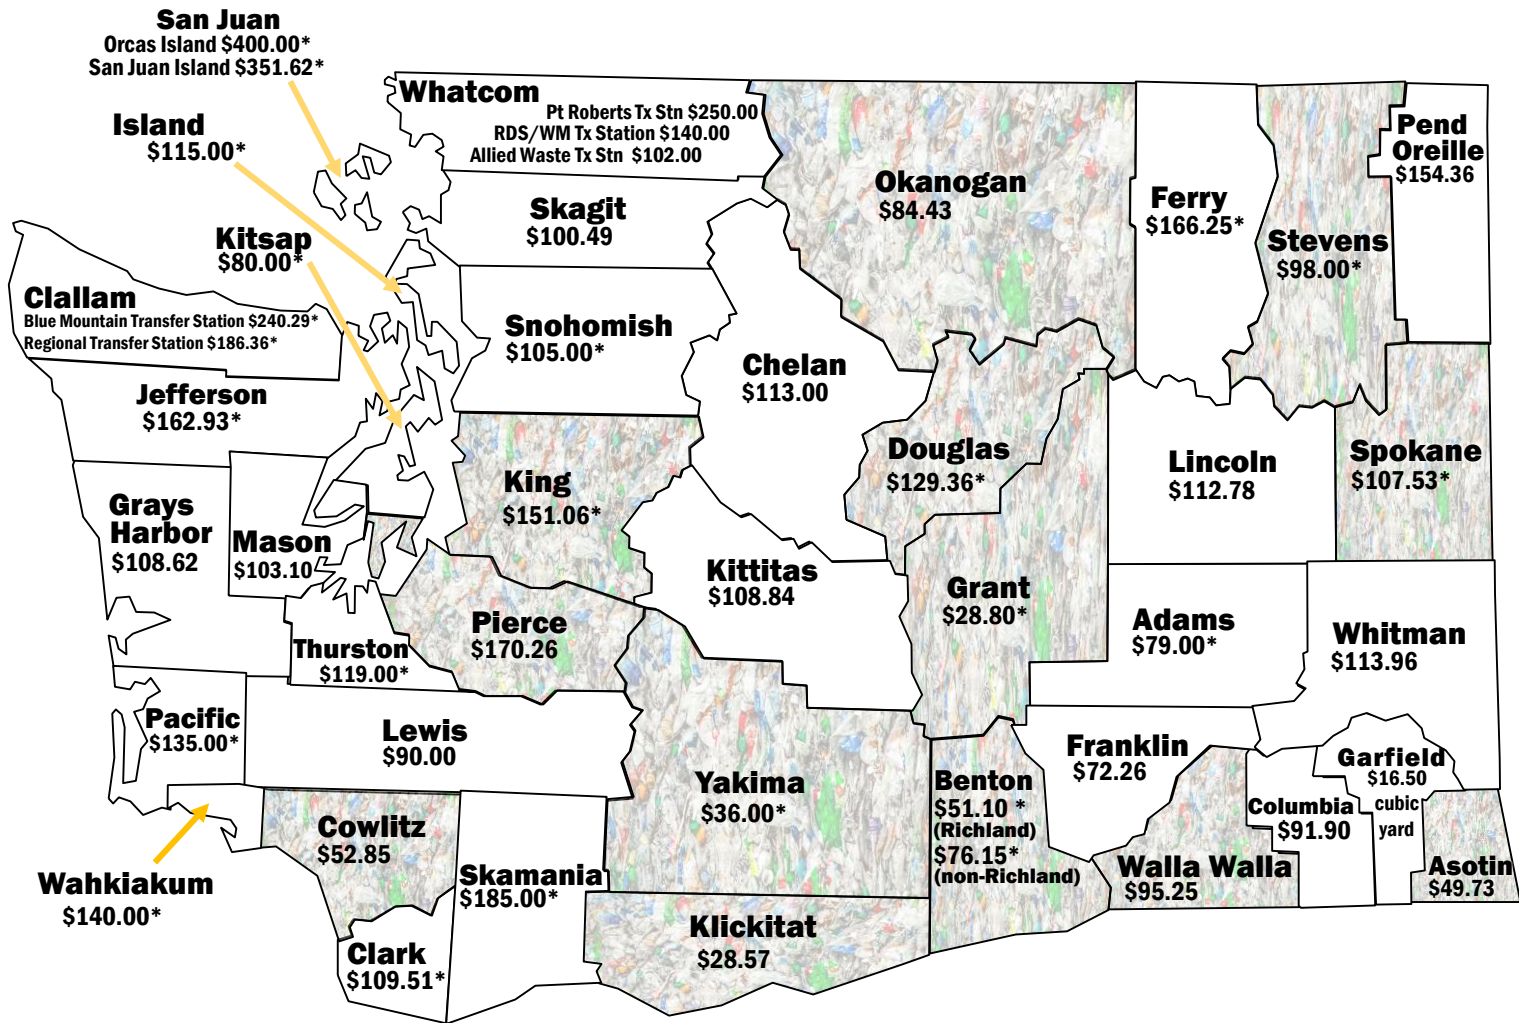 San Juan
Orcas Island $400.00*
San Juan Island $351.62*
Island
$115.00*
Whatcom
Pt Roberts Tx Stn $250.00
RDS/WM Tx Station $140.00
Allied Waste Tx Stn $102.00
Skagit
$100.49
Kitsap
$80.00*
Clallam
Blue Mountain Transfer Station $240.29*
Regional Transfer Station $186.36*
Snohomish
$105.00*
Jefferson
$162.93*
Okanogan
$84.43
Ferry
$166.25*
Stevens
$98.00*
Pend
Oreille
$154.36
Chelan
$113.00
Douglas
$129.36*
Lincoln
$112.78
Spokane
$107.53*
King
$151.06*
Grays
Harbor
$108.62
Mason
$103.10
Kittitas
$108.84
Grant
$28.80*
Adams
$79.00*
Whitman
$113.96
Pierce
$170.26
Thurston
$119.00*
Pacific
$135.00*
Lewis
$90.00
Yakima
$36.00*
Benton
$51.10 *
(Richland)
$76.15*
(non-Richland)
Franklin
$72.26
Garfield
$16.50
cubic
yard
Columbia
$91.90
Walla Walla
$95.25
Asotin
$49.73
Cowlitz
$52.85
Wahkiakum
$140.00*
Skamania
$185.00*
Clark
$109.51*
Klickitat
$28.57